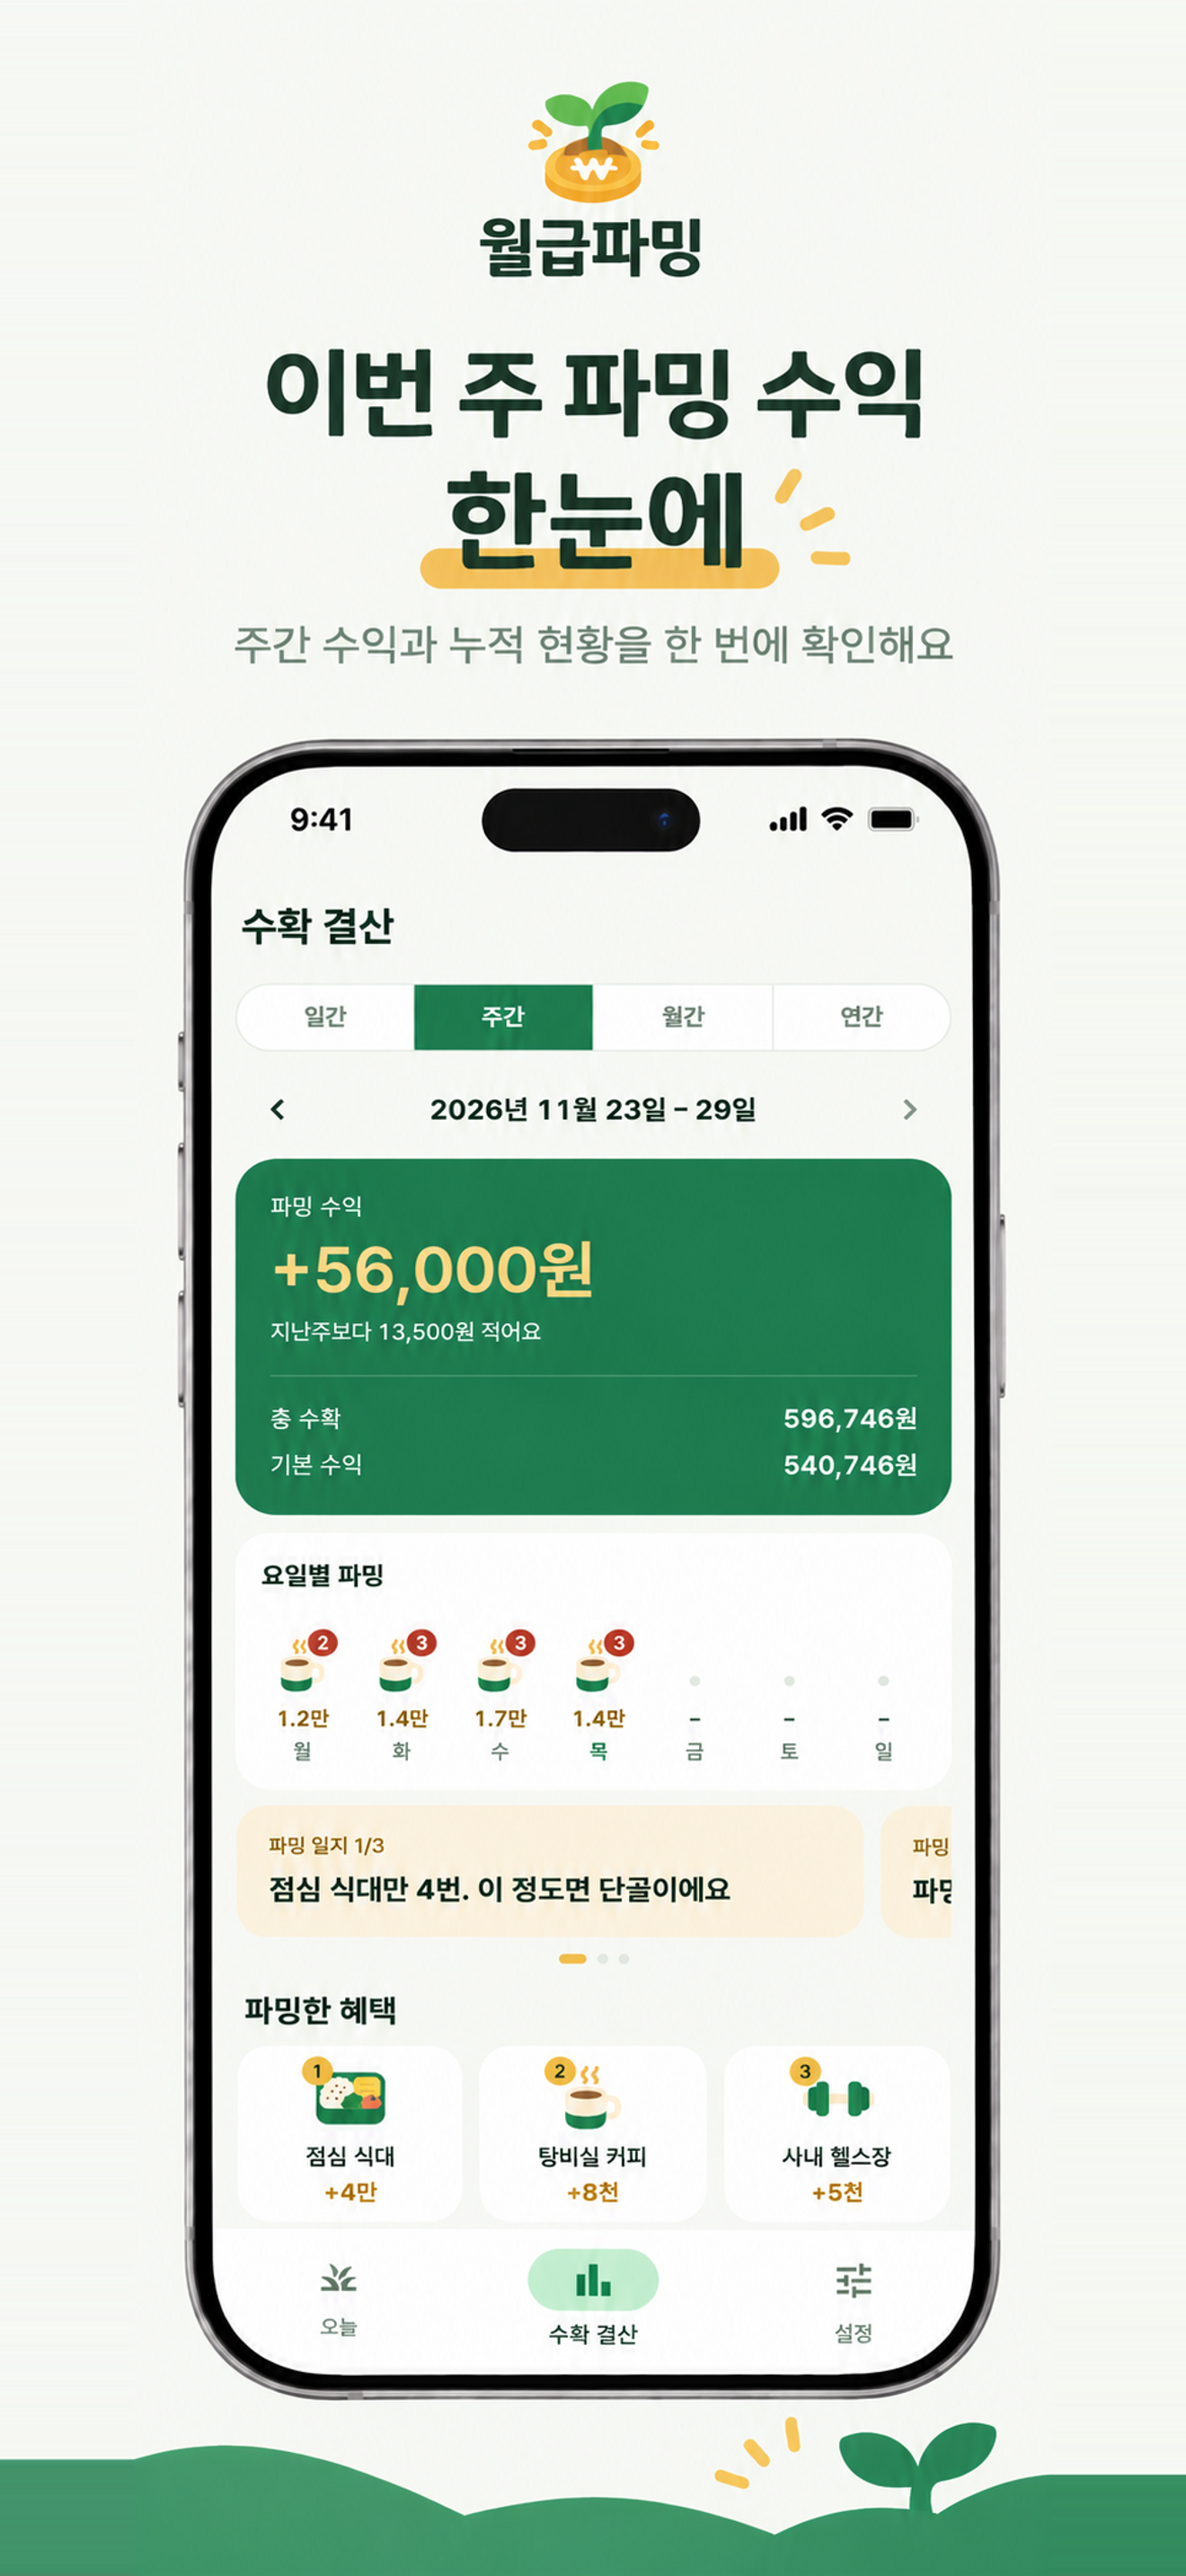 ₩
월급파밍
이번 주 파밍 수익
한눈에
주간 수익과 누적 현황을 한 번에 확인해요
9:41
수확 결산
일간 주간 월간 연간
2026년 11월 23일 – 29일
파밍 수익
+56,000원
지난주보다 13,500원 적어요
총 수확 596,746원
기본 수익 540,746원
요일별 파밍
2 3 3 3
1.2만 1.4만 1.7만 1.4만 – – –
월 화 수 목 금 토 일
파밍 일지 1/3 파밍
점심 식대만 4번. 이 정도면 단골이에요
파밍한 혜택
1 2 3
점심 식대 탕비실 커피 사내 헬스장
+4만 +8천 +5천
오늘 수확 결산 설정